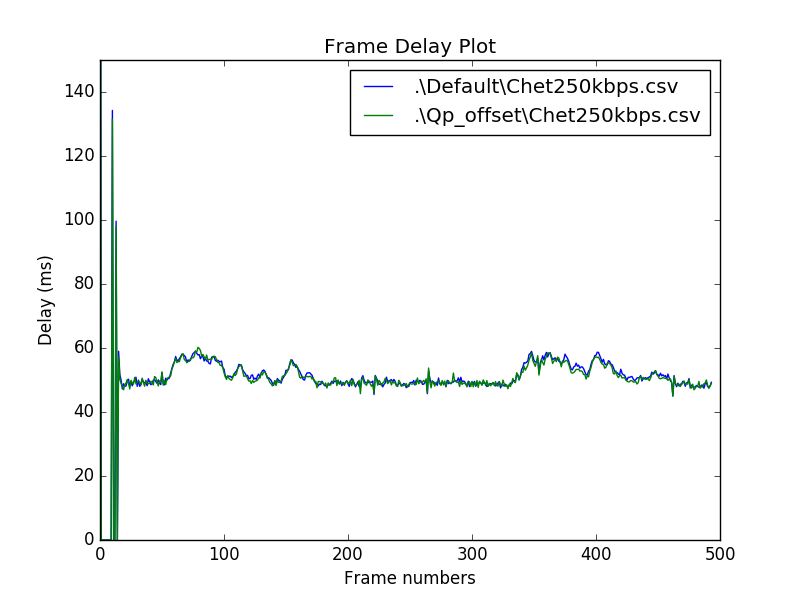 Frame Delay Plot
.\Default\Chet250kbps.csv
.\Qp_offset\Chet250kbps.csv
140
120
100
80
60
40
20
0
Delay (ms)
0 100 200 300 400 500
Frame numbers